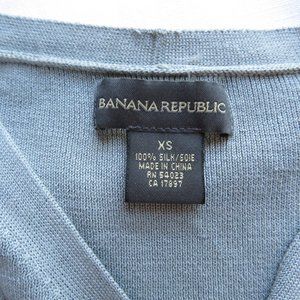 BANANA REPUBLIC
XS
100% SILK/SOIE
MADE IN CHINA
RN 54023
CA 17897